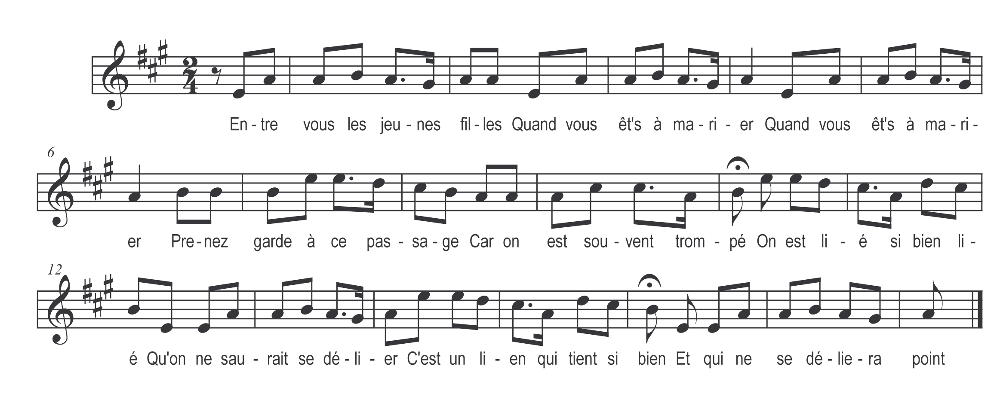 En - tre vous les jeu - nes fil - les Quand vous êt's à ma - ri - er Quand vous êt's à ma - ri -
6
er Pre - nez garde à ce pas - sa - ge Car on est sou - vent trom - pé On est li - é si bien li -
12
é Qu'on ne sau - rait se dé - li - er C'est un li - en qui tient si bien Et qui ne se dé - lie - ra point